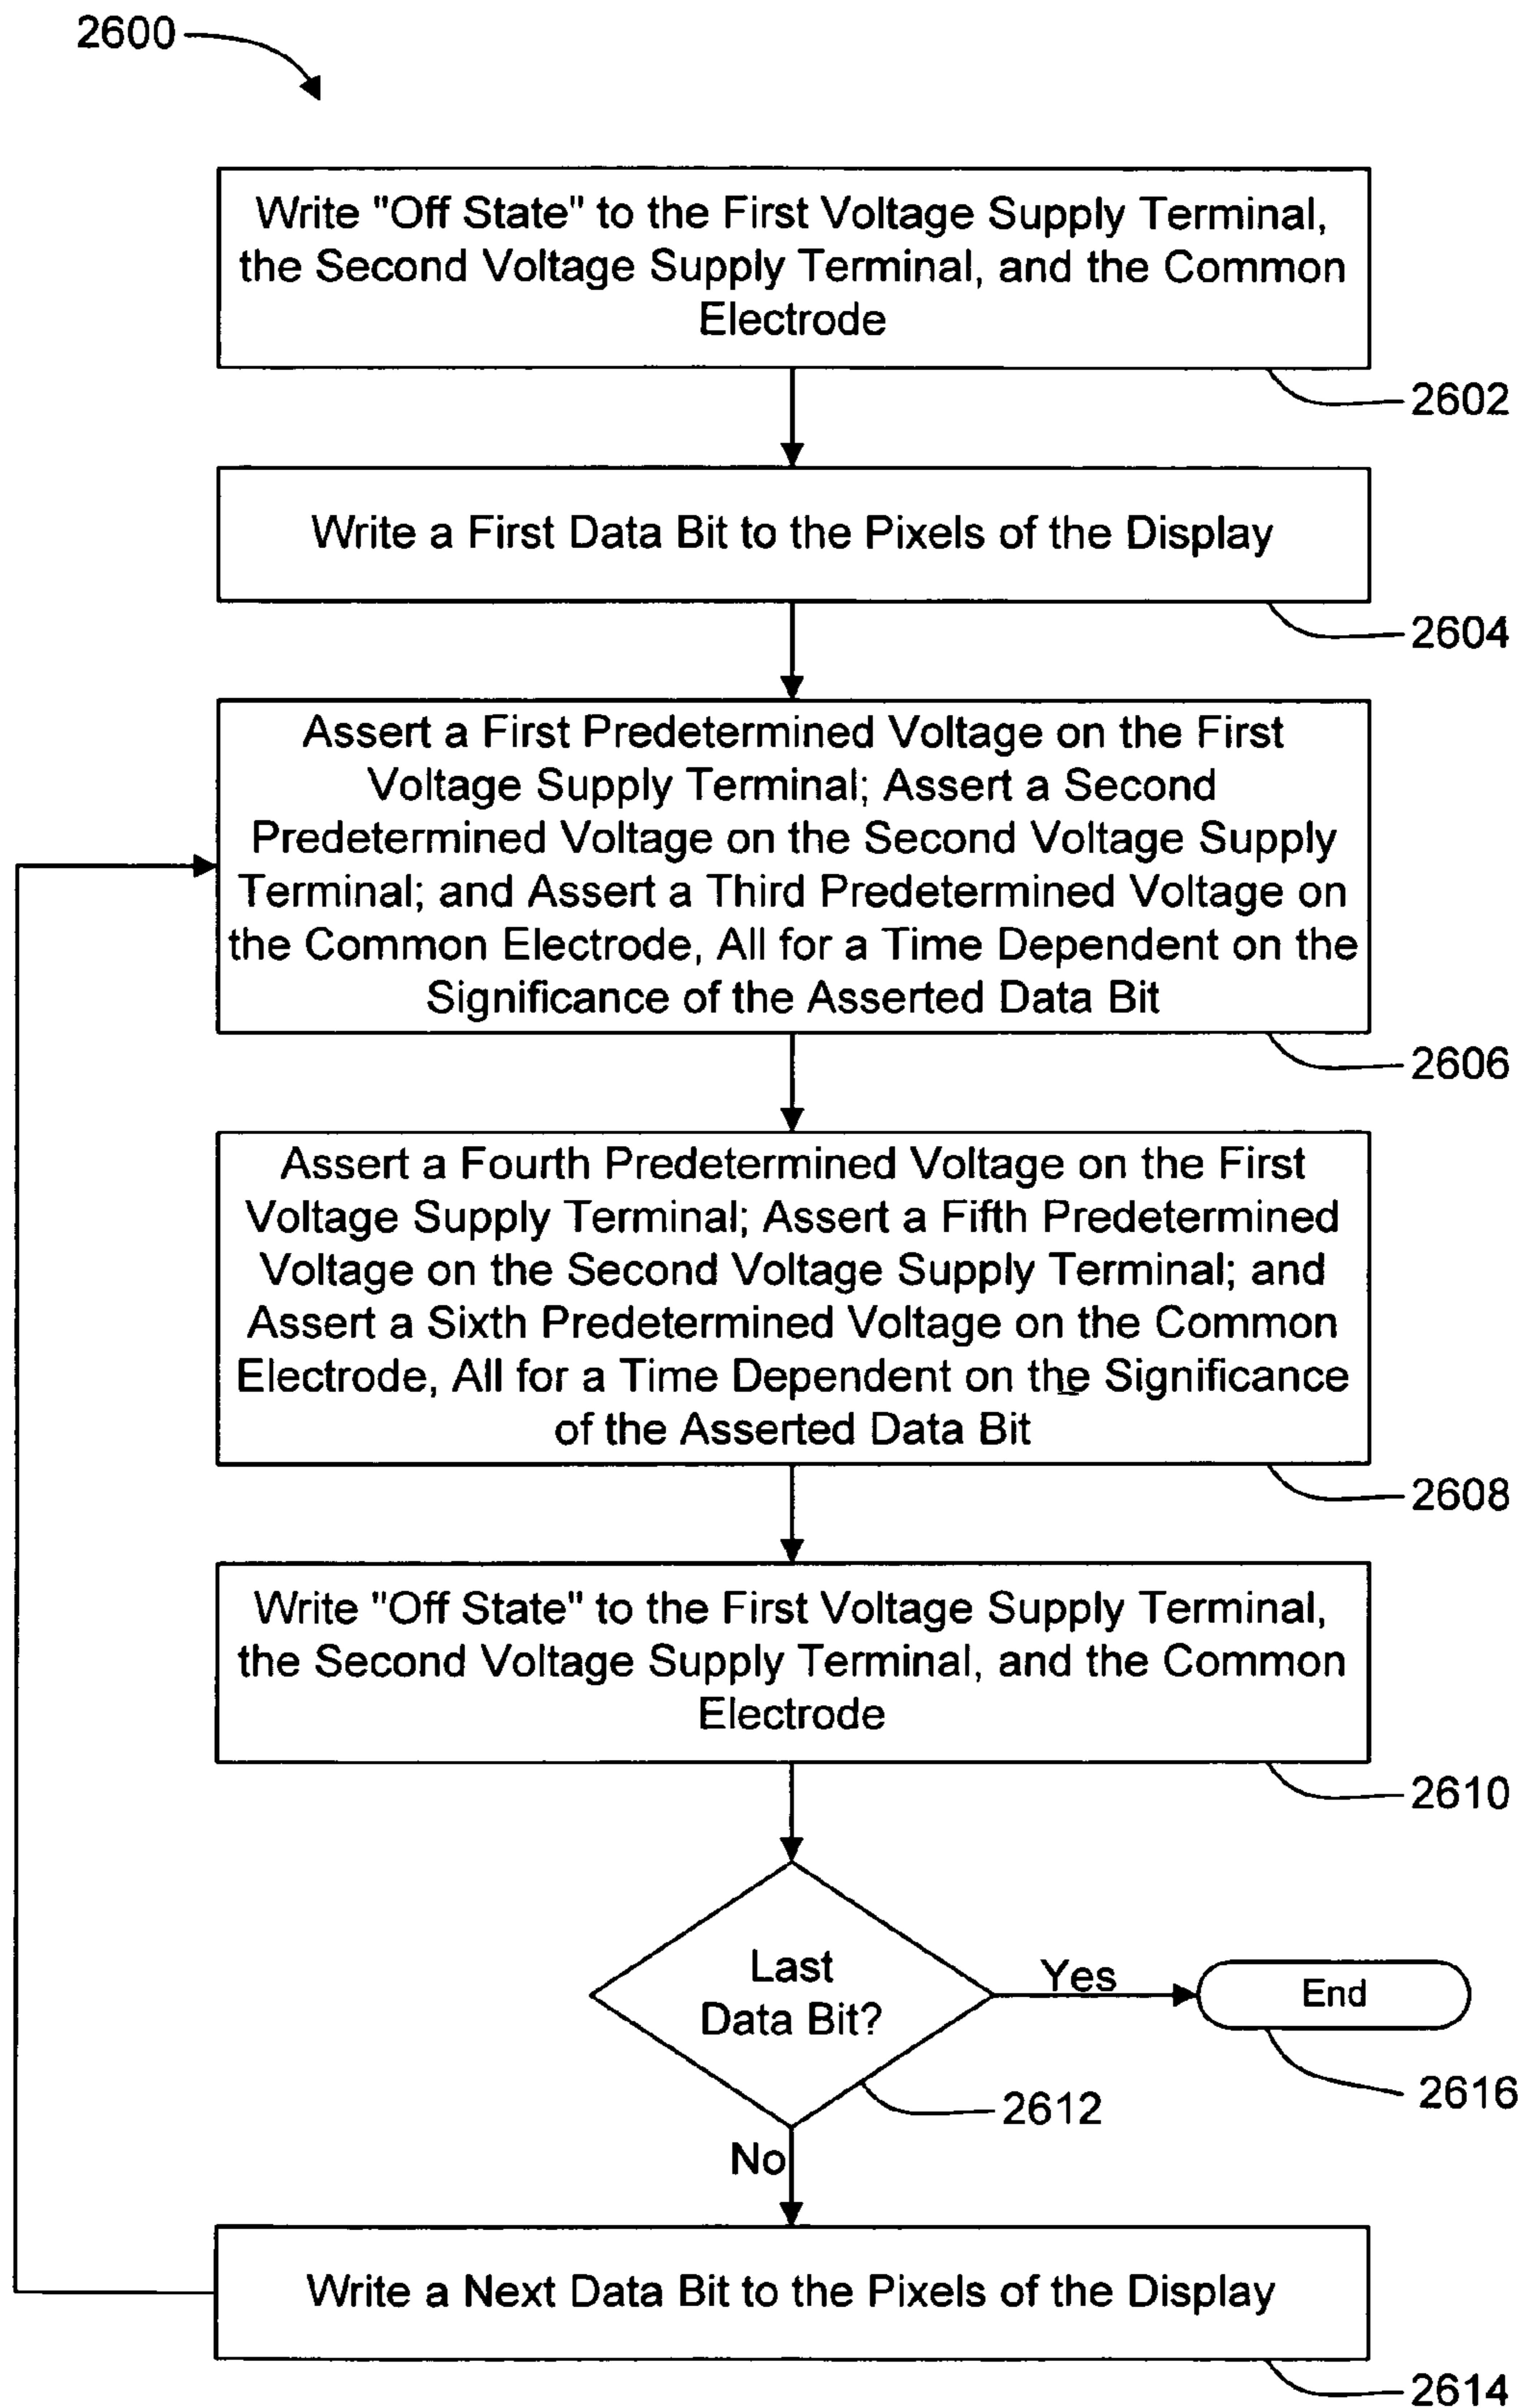 2600
Write "Off State" to the First Voltage Supply Terminal,
the Second Voltage Supply Terminal, and the Common
Electrode
2602
Write a First Data Bit to the Pixels of the Display
2604
Assert a First Predetermined Voltage on the First
Voltage Supply Terminal; Assert a Second
Predetermined Voltage on the Second Voltage Supply
Terminal; and Assert a Third Predetermined Voltage on
the Common Electrode, All for a Time Dependent on the
Significance of the Asserted Data Bit
2606
Assert a Fourth Predetermined Voltage on the First
Voltage Supply Terminal; Assert a Fifth Predetermined
Voltage on the Second Voltage Supply Terminal; and
Assert a Sixth Predetermined Voltage on the Common
Electrode, All for a Time Dependent on the Significance
of the Asserted Data Bit
2608
Write "Off State" to the First Voltage Supply Terminal,
the Second Voltage Supply Terminal, and the Common
Electrode
2610
Last
Data Bit?
Yes
End
2616
2612
No
Write a Next Data Bit to the Pixels of the Display
2614